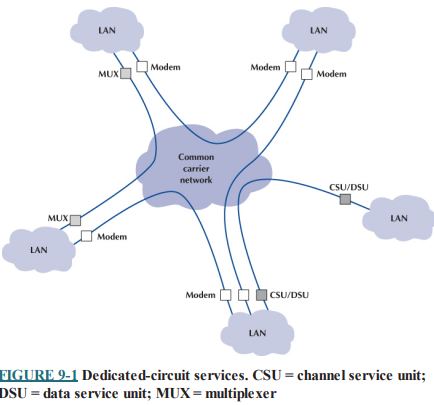 LAN
LAN
MUX
Modem
Modem
Modem
Common
carrier
network
CSU/DSU
MUX
LAN
Modem
LAN
Modem
CSU/DSU
LAN
FIGURE 9-1 Dedicated-circuit services. CSU = channel service unit;
DSU = data service unit; MUX = multiplexer